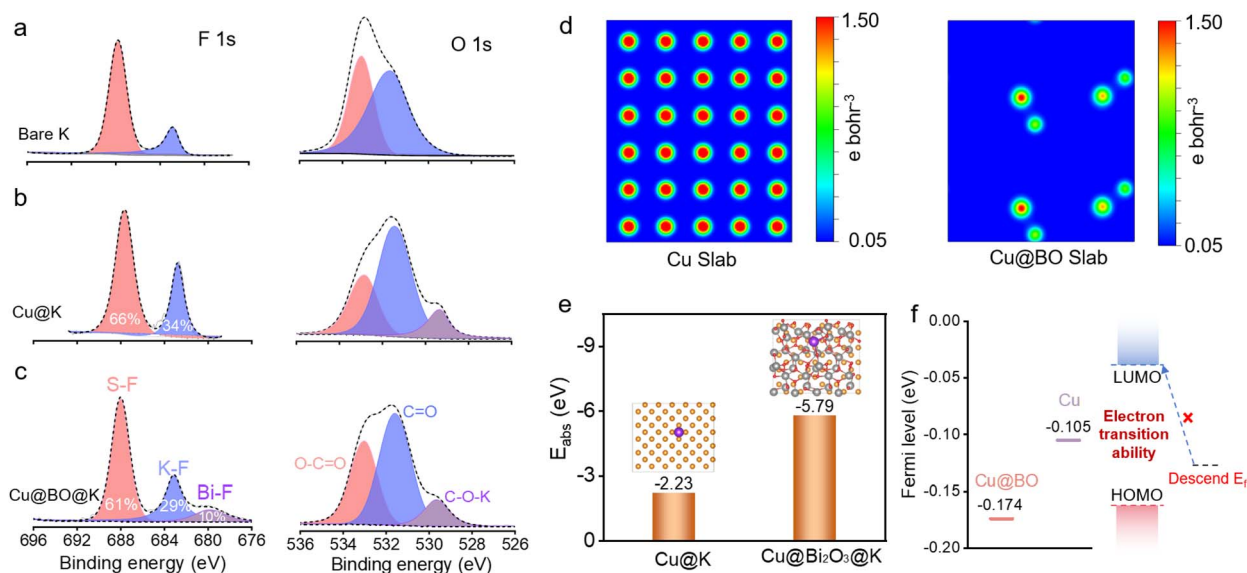 a
F 1s
O 1s
Bare K
b
Cu@K
66%
34%
c
S-F
K-F
Bi-F
Cu@BO@K
61%
29%
10%
C=O
O-C=O
C-O-K
696 692 688 684 680 676
Binding energy (eV)
536 534 532 530 528 526
Binding energy (eV)
d
1.50
e bohr⁻³
0.05
Cu Slab
1.50
e bohr⁻³
0.05
Cu@BO Slab
e
Eabs (eV)
-9
-6
-3
0
-2.23
-5.79
Cu@K
Cu@Bi₂O₃@K
f
Fermi level (eV)
0.00
-0.05
-0.10
-0.15
-0.20
Cu
-0.105
Cu@BO
-0.174
LUMO
Electron
transition
ability
HOMO
Descend Ef